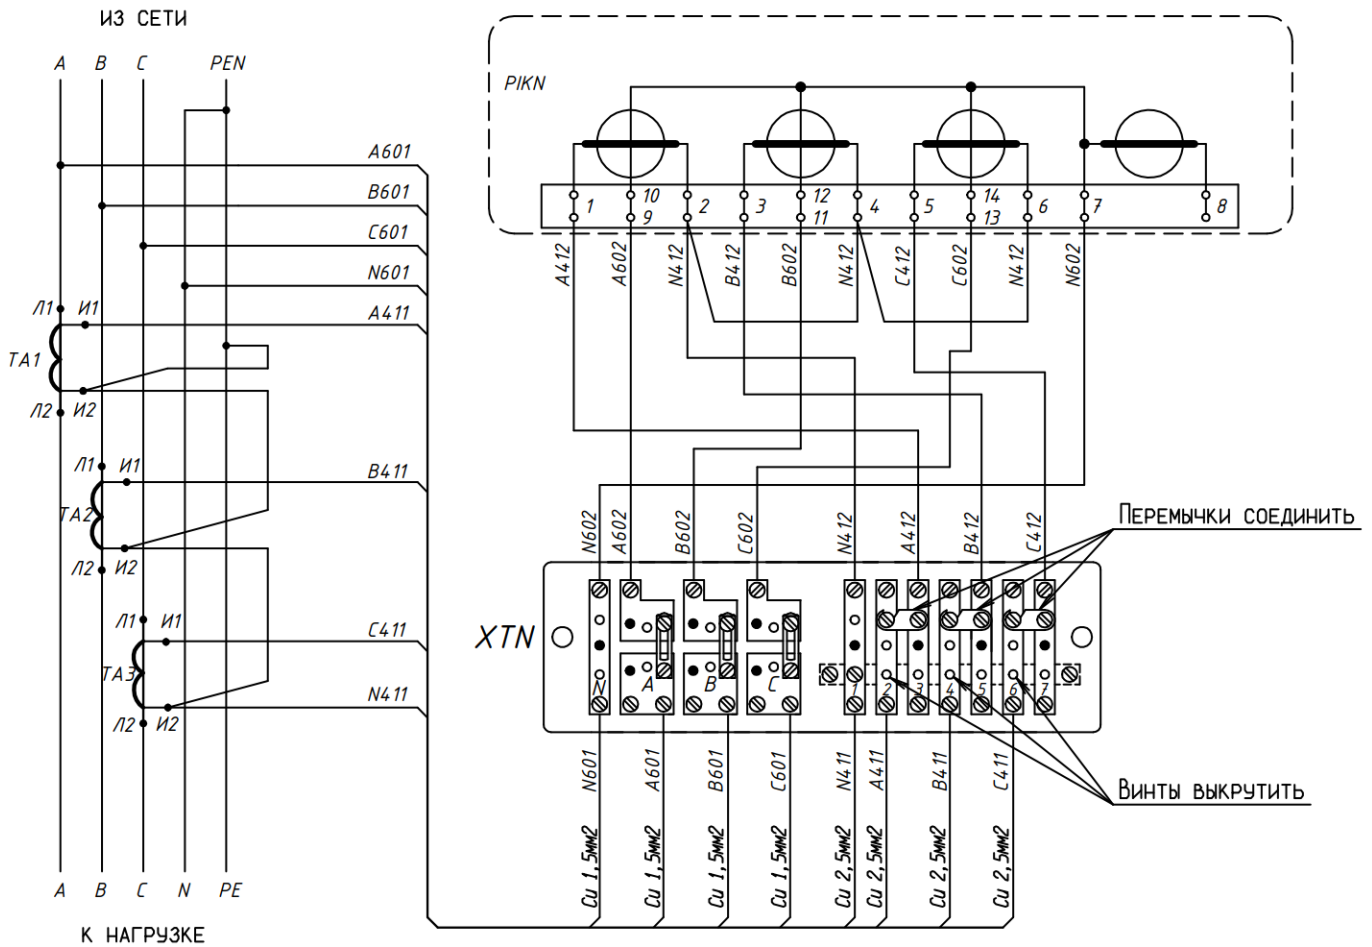 ИЗ СЕТИ
A B C PEN
PIKN
A601
B601
C601
N601
A411
Л1 И1
ТА1
Л2 И2
Л1 И1
B411
ТА2
Л2 И2
Л1 И1
C411
ТА3
N411
Л2 И2
A B C N PE
К НАГРУЗКЕ
1 10 2 3 12 4 5 14 6 7 8
9 11 13
A412 A602 N412 B412 B602 N412 C412 C602 N412 N602
N602 A602 B602 C602 N412 A412 B412 C412
Перемычки соединить
XTN
N A B C 1 2 3 4 5 6 7
N601 A601 B601 C601 N411 A411 B411 C411
Винты выкрутить
Cu 1,5мм2 Cu 1,5мм2 Cu 1,5мм2 Cu 1,5мм2 Cu 2,5мм2 Cu 2,5мм2 Cu 2,5мм2 Cu 2,5мм2